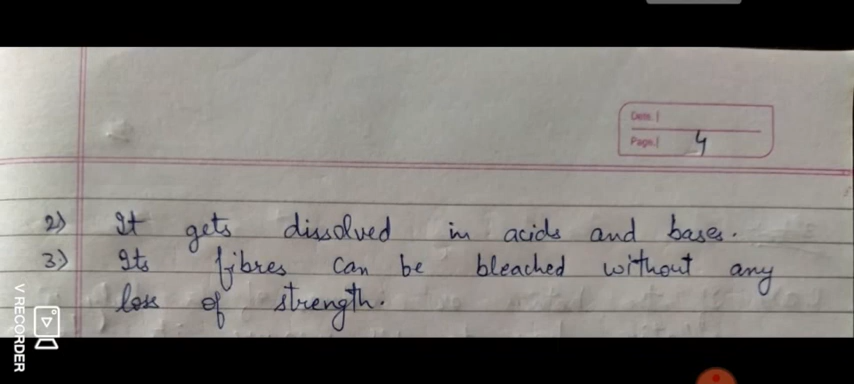 Date. |
Page. | 4
2) It gets dissolved in acids and bases.
3) Its fibres can be bleached without any
loss of strength.
V RECORDER